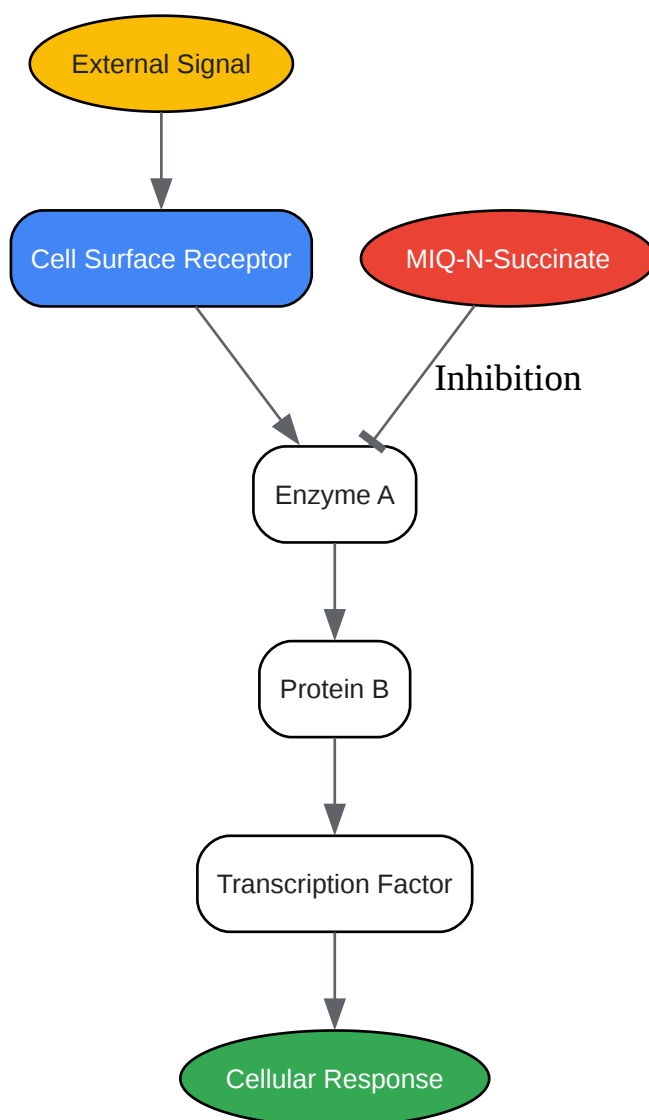 External Signal
Cell Surface Receptor
MIQ-N-Succinate
Inhibition
Enzyme A
Protein B
Transcription Factor
Cellular Response